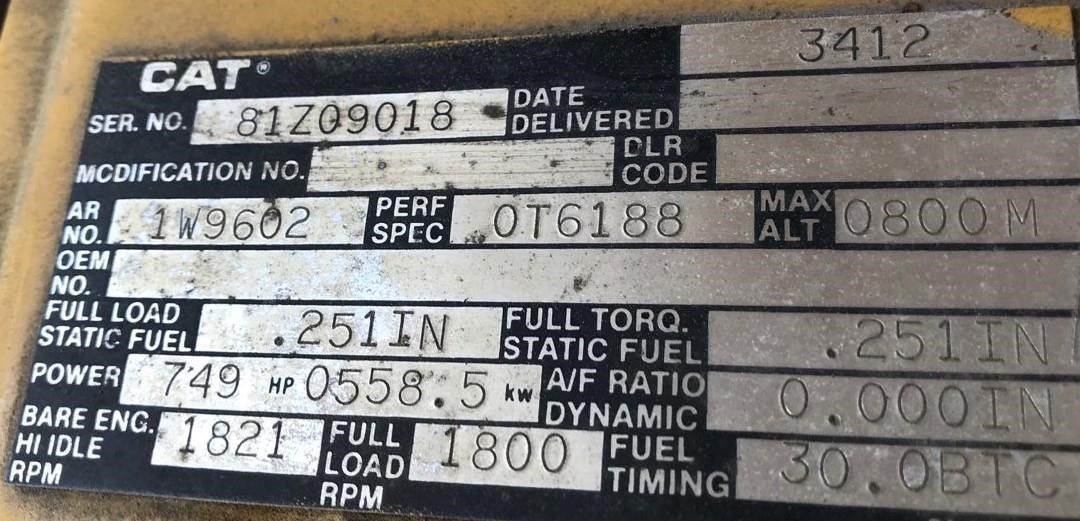 3412
CAT®
SER. NO. 81Z09018 DATE DELIVERED
MODIFICATION NO. DLR CODE
AR NO. 1W9602 PERF SPEC 0T6188 MAX ALT 0800M
OEM NO.
FULL LOAD STATIC FUEL .251IN FULL TORQ. STATIC FUEL .251IN
POWER 749 HP 0558.5 kw A/F RATIO DYNAMIC 0.000IN
BARE ENG. HI IDLE RPM 1821 FULL LOAD RPM 1800 FUEL TIMING 30.0BTC